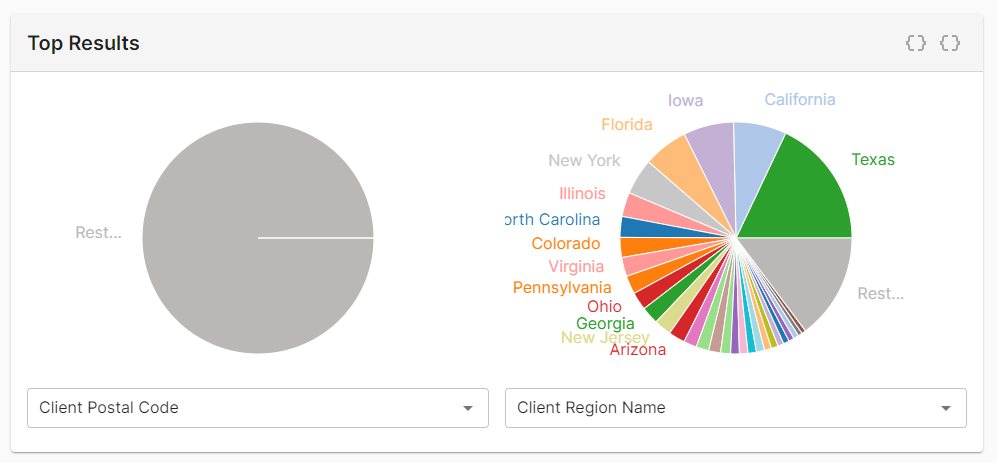 Top Results
{} {}
Iowa
California
Florida
Texas
New York
Illinois
orth Carolina
Rest...
Colorado
Virginia
Pennsylvania
Rest...
Ohio
Georgia
New Jersey
Arizona
Client Postal Code
Client Region Name